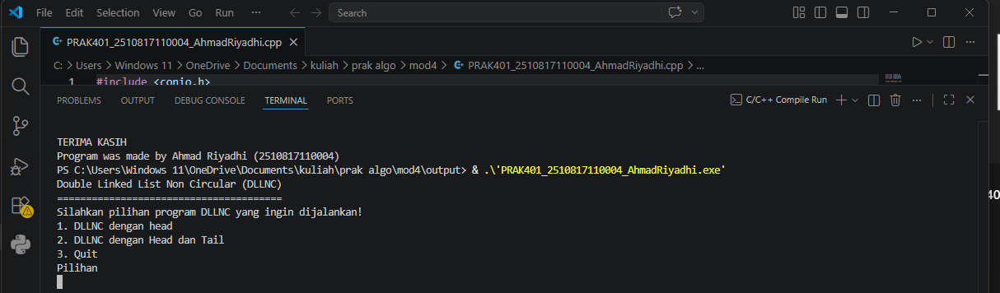 File Edit Selection View Go Run ··· Search
PRAK401_2510817110004_AhmadRiyadhi.cpp
C: > Users > Windows 11 > OneDrive > Documents > kuliah > prak algo > mod4 > PRAK401_2510817110004_AhmadRiyadhi.cpp > ...
1 #include <conio.h>
PROBLEMS OUTPUT DEBUG CONSOLE TERMINAL PORTS C/C++ Compile Run
TERIMA KASIH
Program was made by Ahmad Riyadhi (2510817110004)
PS C:\Users\Windows 11\OneDrive\Documents\kuliah\prak algo\mod4\output> & .\'PRAK401_2510817110004_AhmadRiyadhi.exe'
Double Linked List Non Circular (DLLNC)
=======================================
Silahkan pilihan program DLLNC yang ingin dijalankan!
1. DLLNC dengan head
2. DLLNC dengan Head dan Tail
3. Quit
Pilihan